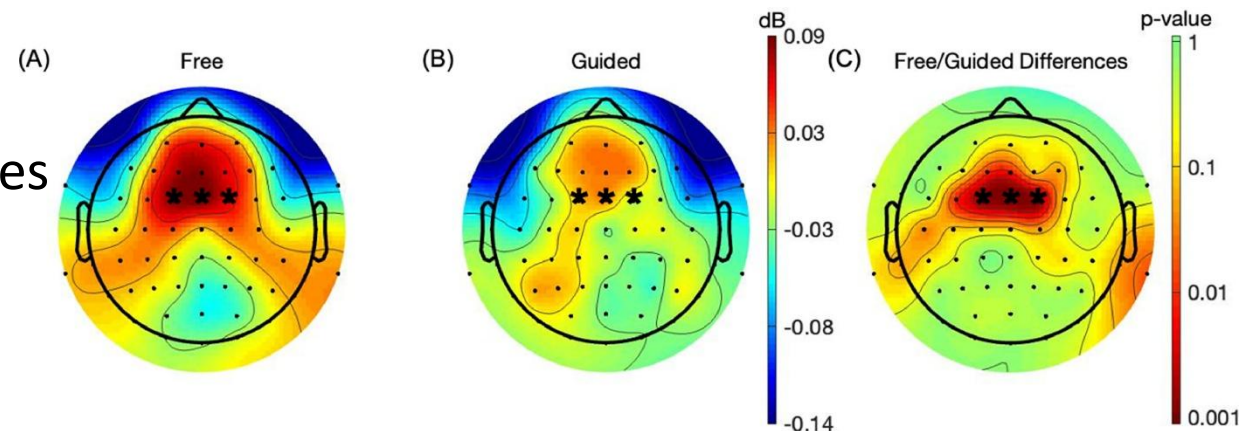 (A)
Free
(B)
Guided
dB
0.09
0.03
-0.03
-0.08
-0.14
(C)
Free/Guided Differences
p-value
1
0.1
0.01
0.001
es